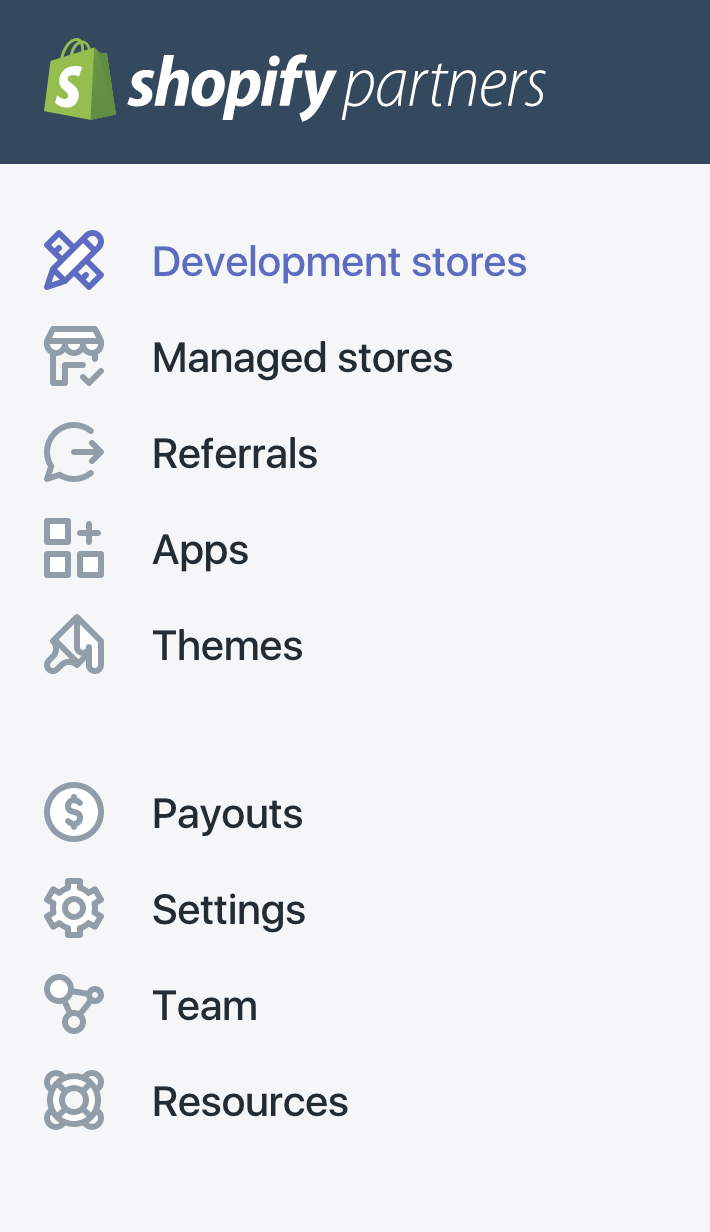 shopify partners
Development stores
Managed stores
Referrals
Apps
Themes
Payouts
Settings
Team
Resources